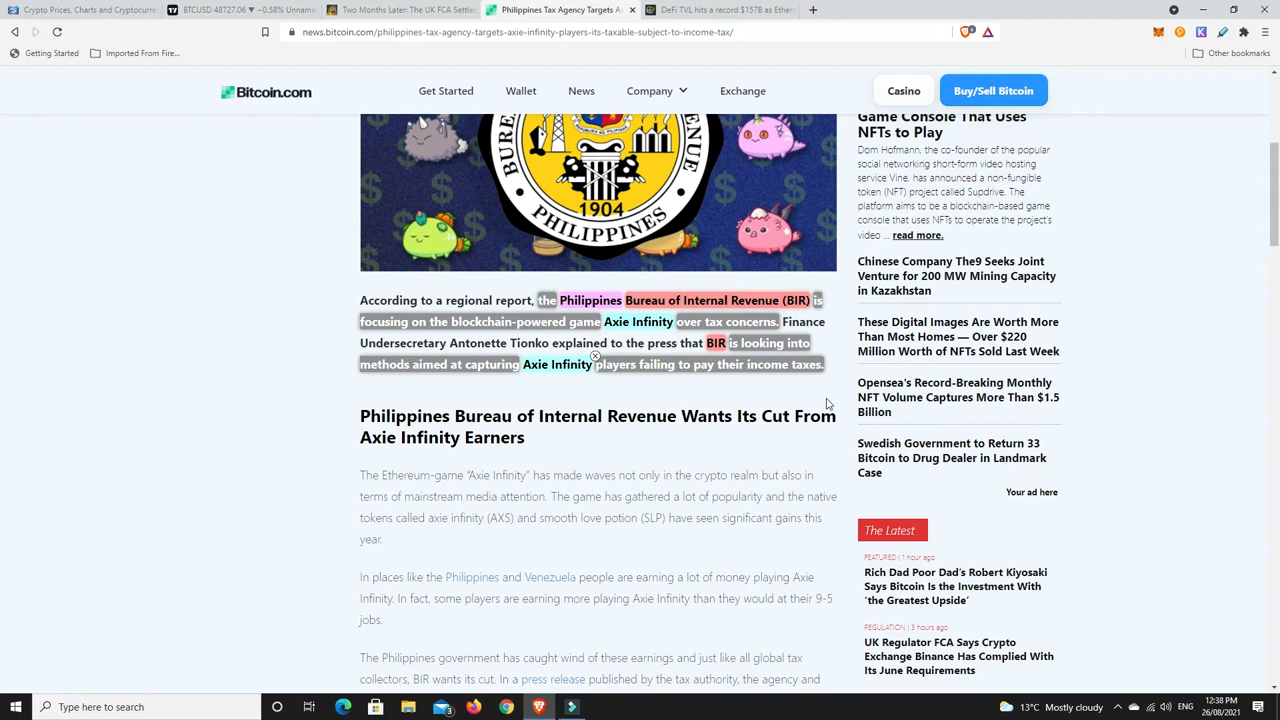 Crypto Prices, Charts and Cryptocurr
BTCUSD 48727.06 ▼ −0.58% Unname
Two Months Later: The UK FCA Settled
Philippines Tax Agency Targets A
DeFi TVL hits a record $157B as Ether
news.bitcoin.com/philippines-tax-agency-targets-axie-infinity-players-its-taxable-subject-to-income-tax/
Getting Started
Imported From Fire...
Other bookmarks
Bitcoin.com
Get Started
Wallet
News
Company
Exchange
Casino
Buy/Sell Bitcoin
1904
PHILIPPINES
According to a regional report, the Philippines Bureau of Internal Revenue (BIR) is
focusing on the blockchain-powered game Axie Infinity over tax concerns. Finance
Undersecretary Antonette Tionko explained to the press that BIR is looking into
methods aimed at capturing Axie Infinity players failing to pay their income taxes.
Philippines Bureau of Internal Revenue Wants Its Cut From
Axie Infinity Earners
The Ethereum-game “Axie Infinity” has made waves not only in the crypto realm but also in
terms of mainstream media attention. The game has gathered a lot of popularity and the native
tokens called axie infinity (AXS) and smooth love potion (SLP) have seen significant gains this
year.
In places like the Philippines and Venezuela people are earning a lot of money playing Axie
Infinity. In fact, some players are earning more playing Axie Infinity than they would at their 9-5
jobs.
The Philippines government has caught wind of these earnings and just like all global tax
collectors, BIR wants its cut. In a press release published by the tax authority, the agency and
Game Console That Uses
NFTs to Play
Dom Hofmann, the co-founder of the popular
social networking short-form video hosting
service Vine, has announced a non-fungible
token (NFT) project called Supdrive. The
platform aims to be a blockchain-based game
console that uses NFTs to operate the project's
video ... read more.
Chinese Company The9 Seeks Joint
Venture for 200 MW Mining Capacity
in Kazakhstan
These Digital Images Are Worth More
Than Most Homes — Over $220
Million Worth of NFTs Sold Last Week
Opensea's Record-Breaking Monthly
NFT Volume Captures More Than $1.5
Billion
Swedish Government to Return 33
Bitcoin to Drug Dealer in Landmark
Case
Your ad here
The Latest
FEATURED | 1 hour ago
Rich Dad Poor Dad’s Robert Kiyosaki
Says Bitcoin Is the Investment With
‘the Greatest Upside’
REGULATION | 3 hours ago
UK Regulator FCA Says Crypto
Exchange Binance Has Complied With
Its June Requirements
Type here to search
13°C Mostly cloudy
ENG
12:38 PM
26/08/2021